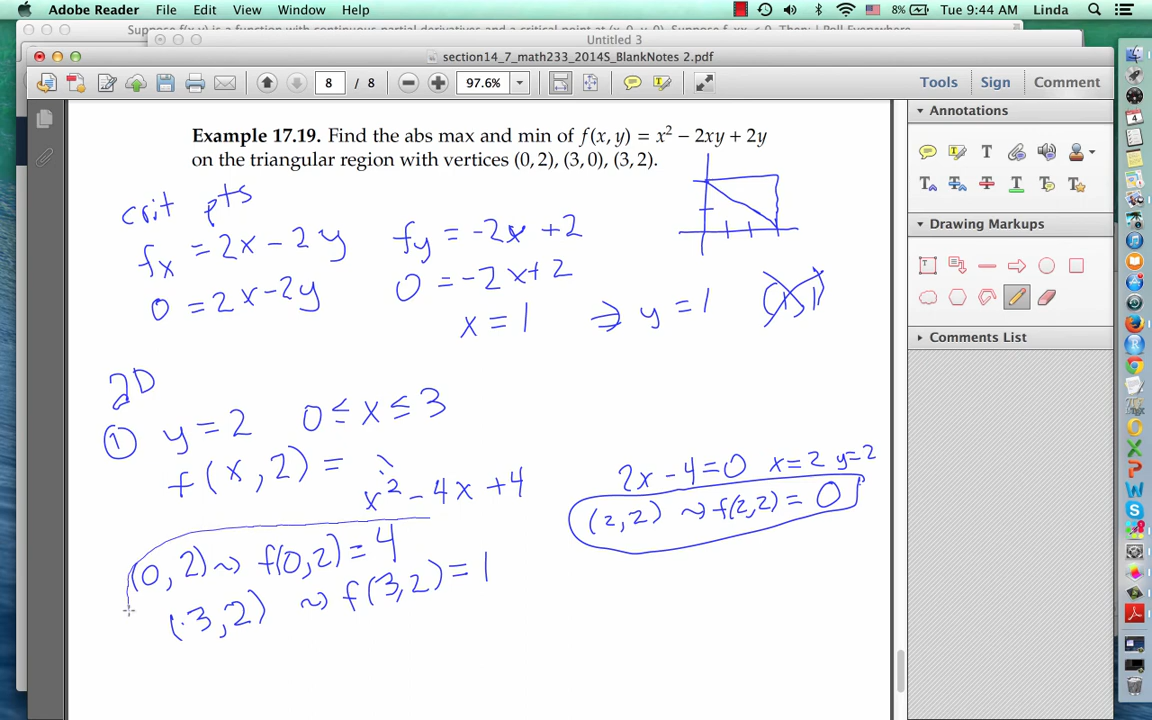 Adobe Reader File Edit View Window Help 8% Tue 9:44 AM Linda
Untitled 3
section14_7_math233_2014S_BlankNotes 2.pdf
8 / 8 97.6% Tools Sign Comment
Annotations
Drawing Markups
Comments List
Example 17.19. Find the abs max and min of f(x, y) = x² − 2xy + 2y
on the triangular region with vertices (0, 2), (3, 0), (3, 2).
crit pts
fx = 2x − 2y fy = −2x + 2
0 = 2x − 2y 0 = −2x + 2
x = 1 ⇒ y = 1 (1, 1)
2D
① y = 2 0 ≤ x ≤ 3
f(x, 2) = x² − 4x + 4
2x − 4 = 0 x = 2 y = 2
(2, 2) ⇝ f(2, 2) = 0
(0, 2) ⇝ f(0, 2) = 4
(3, 2) ⇝ f(3, 2) = 1